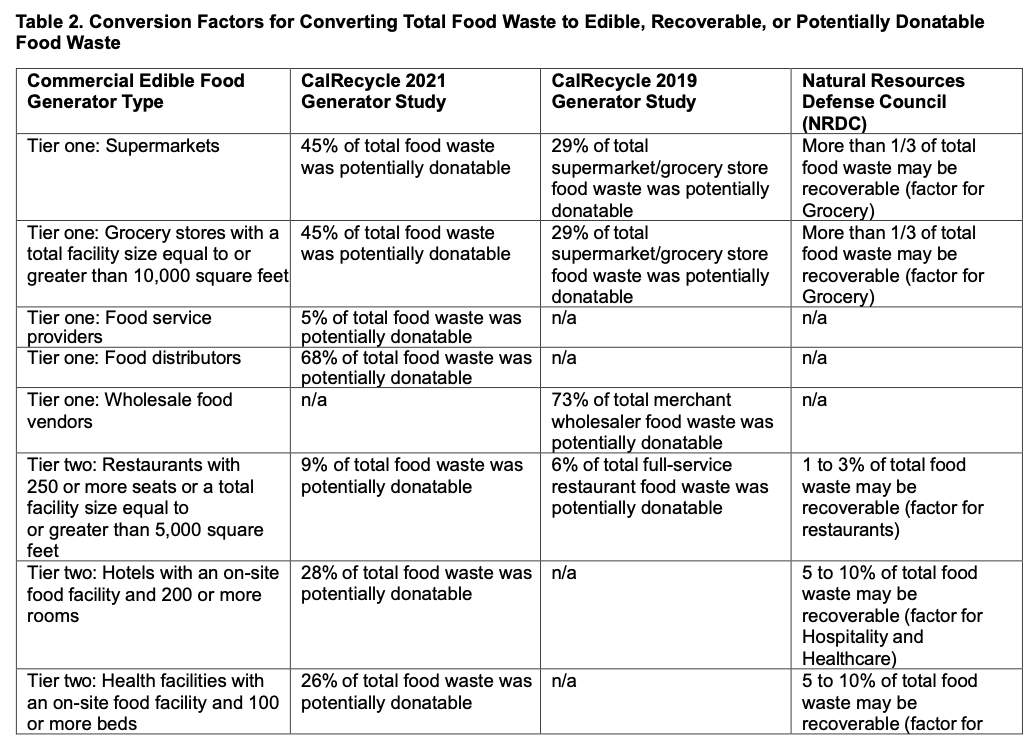 Table 2. Conversion Factors for Converting Total Food Waste to Edible, Recoverable, or Potentially Donatable
Food Waste
Commercial Edible Food
Generator Type
CalRecycle 2021
Generator Study
CalRecycle 2019
Generator Study
Natural Resources
Defense Council
(NRDC)
Tier one: Supermarkets
45% of total food waste
was potentially donatable
29% of total
supermarket/grocery store
food waste was potentially
donatable
More than 1/3 of total
food waste may be
recoverable (factor for
Grocery)
Tier one: Grocery stores with a
total facility size equal to or
greater than 10,000 square feet
45% of total food waste
was potentially donatable
29% of total
supermarket/grocery store
food waste was potentially
donatable
More than 1/3 of total
food waste may be
recoverable (factor for
Grocery)
Tier one: Food service
providers
5% of total food waste was
potentially donatable
n/a
n/a
Tier one: Food distributors
68% of total food waste was
potentially donatable
n/a
n/a
Tier one: Wholesale food
vendors
n/a
73% of total merchant
wholesaler food waste was
potentially donatable
n/a
Tier two: Restaurants with
250 or more seats or a total
facility size equal to
or greater than 5,000 square
feet
9% of total food waste was
potentially donatable
6% of total full-service
restaurant food waste was
potentially donatable
1 to 3% of total food
waste may be
recoverable (factor for
restaurants)
Tier two: Hotels with an on-site
food facility and 200 or more
rooms
28% of total food waste was
potentially donatable
n/a
5 to 10% of total food
waste may be
recoverable (factor for
Hospitality and
Healthcare)
Tier two: Health facilities with
an on-site food facility and 100
or more beds
26% of total food waste was
potentially donatable
n/a
5 to 10% of total food
waste may be
recoverable (factor for